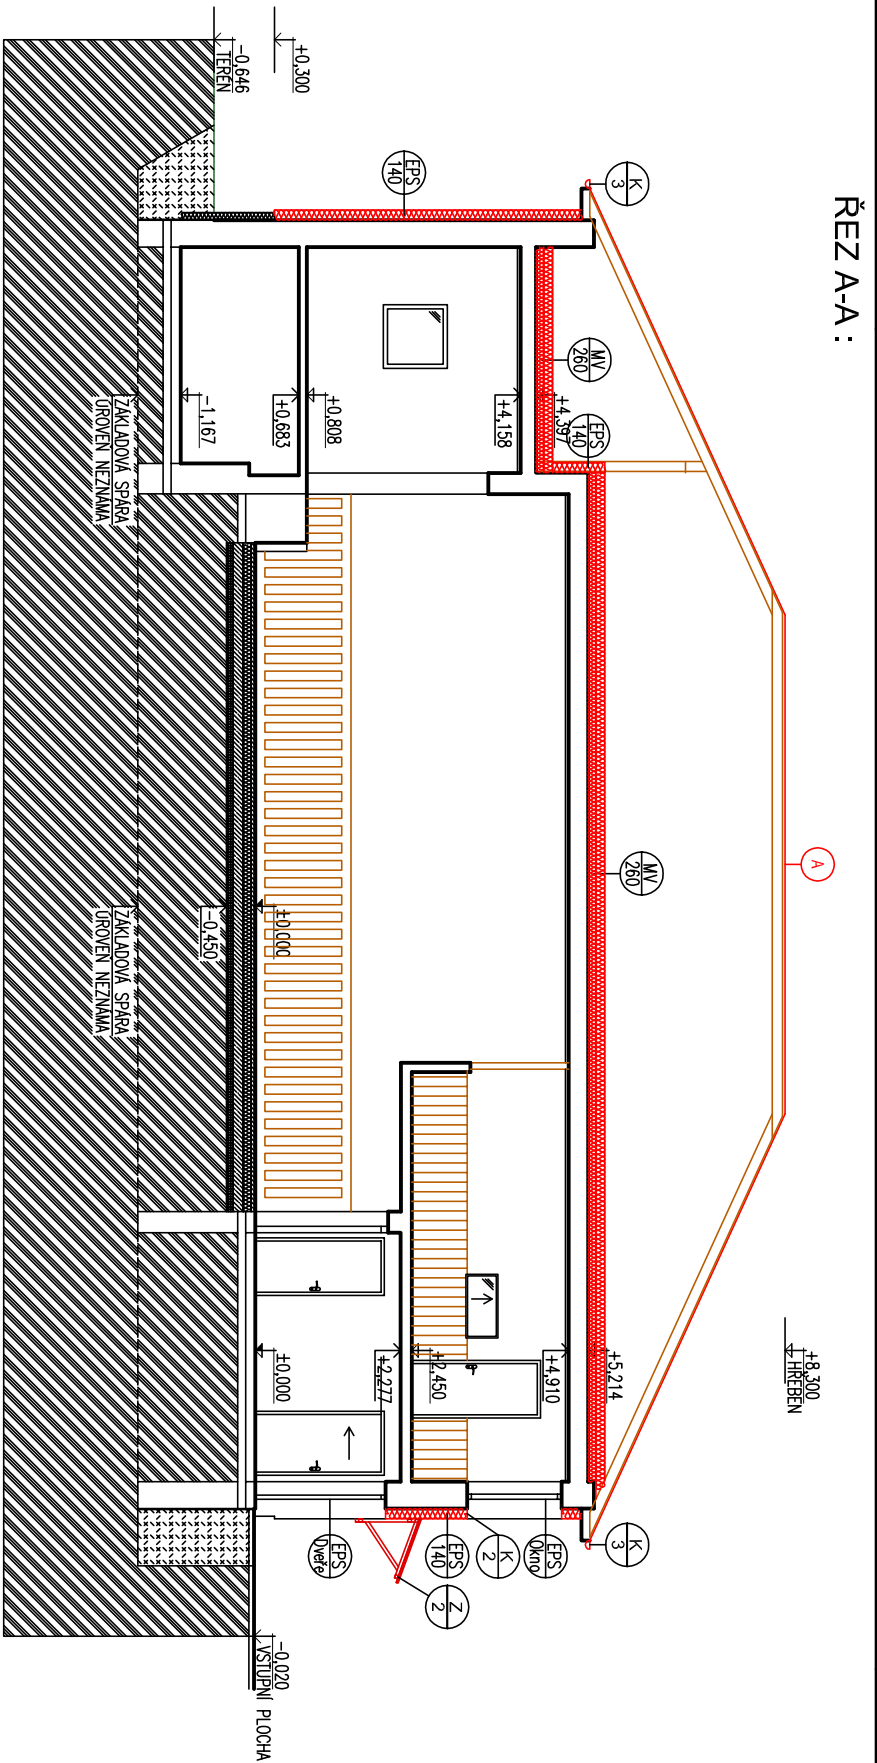 ŘEZ A-A :
A
+8,300
HŘEBEN
K
3
K
3
MV
260
MV
260
EPS
140
+4,397
+5,214
EPS
140
+4,158
+4,910
+0,808
+0,683
-1,167
+2,450
+2,277
±0,000
±0,000
-0,450
+0,300
-0,646
TERÉN
ZÁKLADOVÁ SPÁRA
ÚROVEŇ NEZNÁMÁ
ZÁKLADOVÁ SPÁRA
ÚROVEŇ NEZNÁMÁ
EPS
Okno
K
2
EPS
140
Z
2
EPS
Dveře
-0,020
VSTUPNÍ PLOCHA